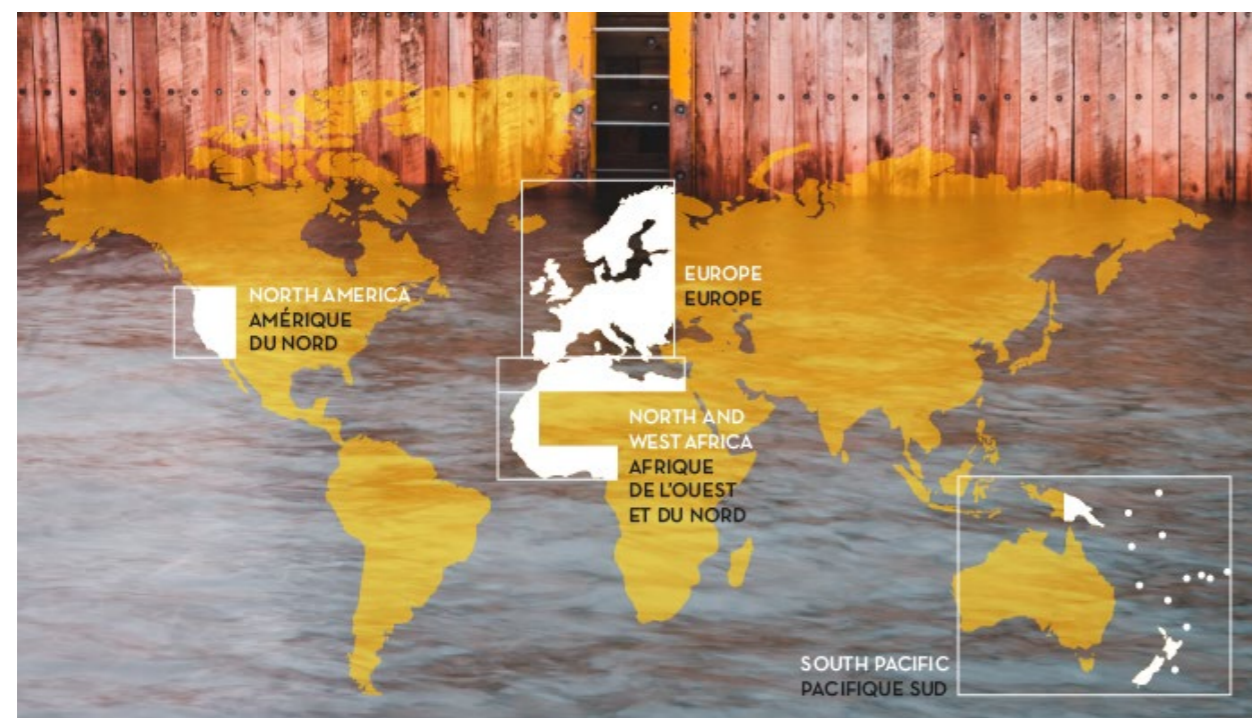 NORTH AMERICA
AMÉRIQUE
DU NORD
EUROPE
EUROPE
NORTH AND
WEST AFRICA
AFRIQUE
DE L'OUEST
ET DU NORD
SOUTH PACIFIC
PACIFIQUE SUD